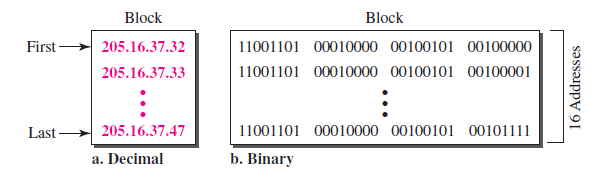 Block Block
First 205.16.37.32 11001101 00010000 00100101 00100000
205.16.37.33 11001101 00010000 00100101 00100001
Last 205.16.37.47 11001101 00010000 00100101 00101111
16 Addresses
a. Decimal b. Binary